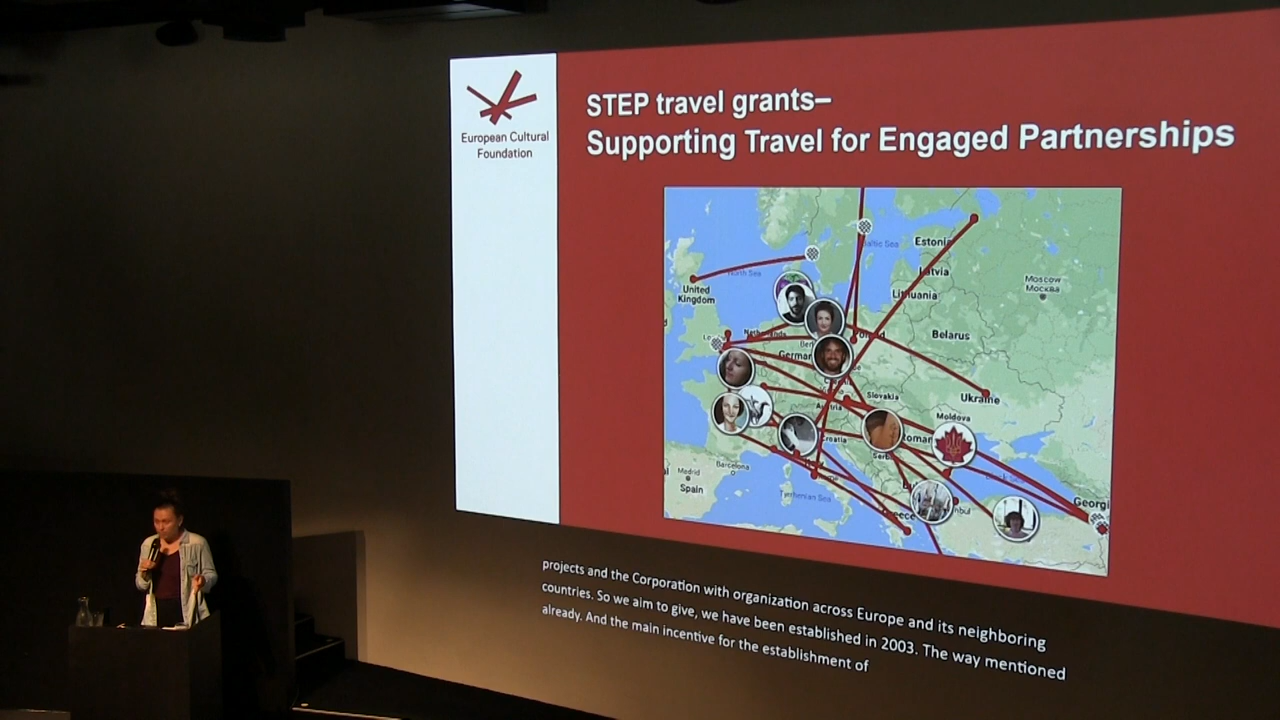 European Cultural
Foundation
STEP travel grants–
Supporting Travel for Engaged Partnerships
Baltic Sea
Estonia
Latvia
Lithuania
Moscow
Москва
North Sea
United
Kingdom
Belarus
Ukraine
Slovakia
Moldova
Austria
Croatia
Madrid
Barcelona
Spain
Tyrrhenian Sea
projects and the Corporation with organization across Europe and its neighboring
countries. So we aim to give, we have been established in 2003. The way mentioned
already. And the main incentive for the establishment of